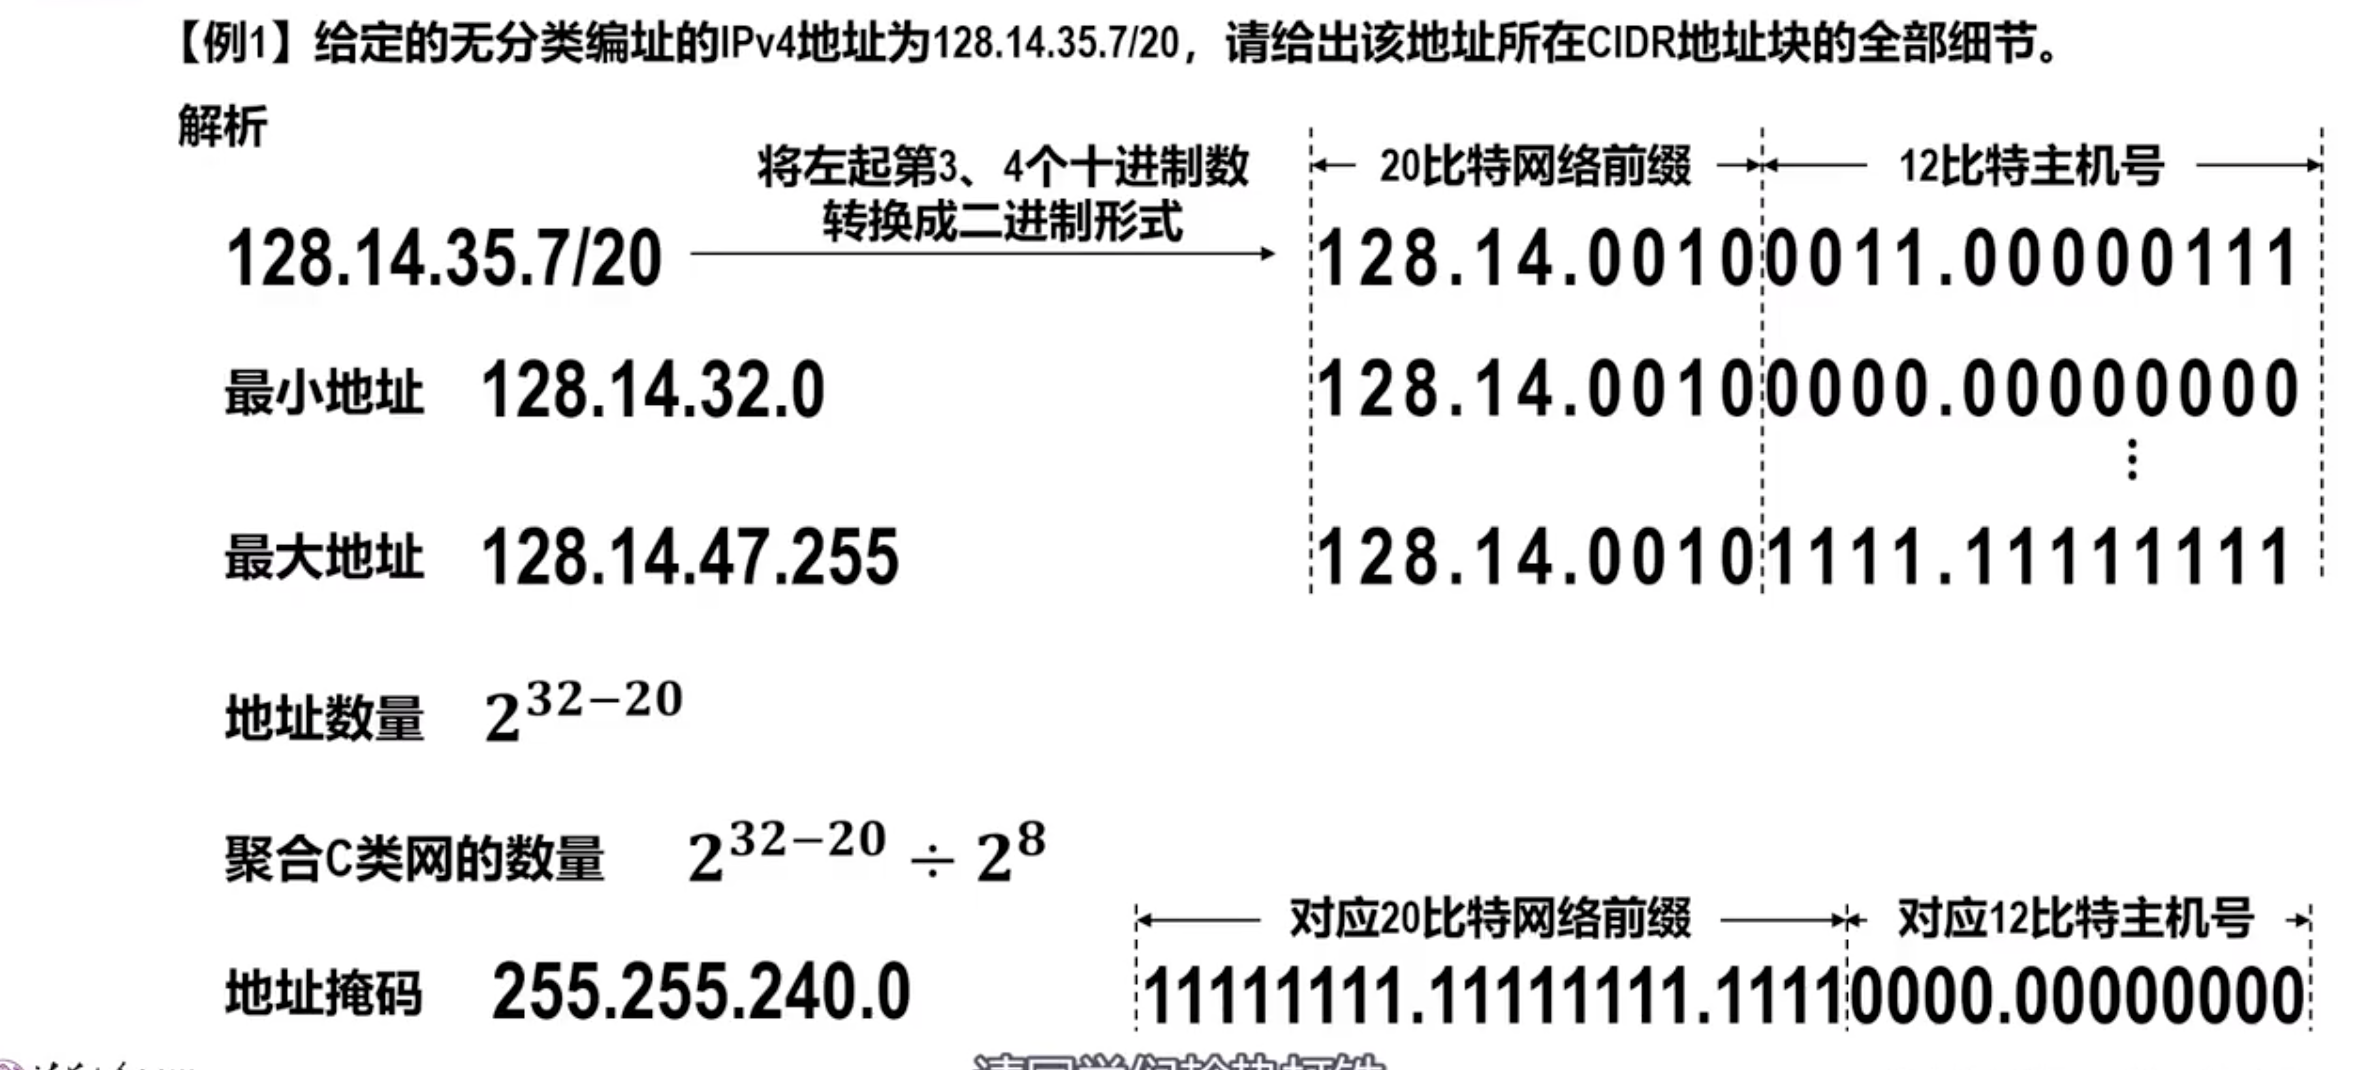 【例1】给定的无分类编址的IPv4地址为128.14.35.7/20，请给出该地址所在CIDR地址块的全部细节。
解析
将左起第3、4个十进制数
转换成二进制形式
20比特网络前缀 12比特主机号
128.14.35.7/20 128.14.00100011.00000111
最小地址 128.14.32.0 128.14.00100000.00000000
⋮
最大地址 128.14.47.255 128.14.00101111.11111111
地址数量 2^{32−20}
聚合C类网的数量 2^{32−20} ÷ 2^8
对应20比特网络前缀 对应12比特主机号
地址掩码 255.255.240.0 11111111.11111111.11110000.00000000